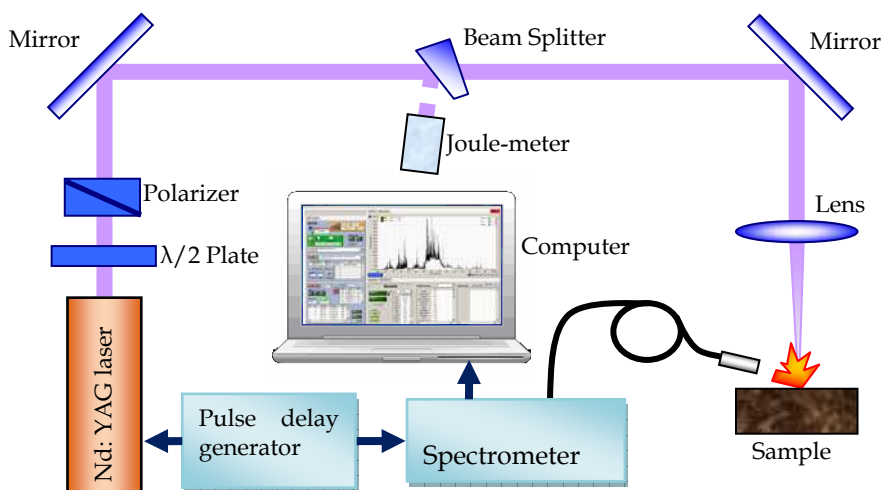 Mirror
Beam Splitter
Mirror
Joule-meter
Polarizer
Lens
λ/2 Plate
Computer
Nd: YAG laser
Pulse delay
generator
Spectrometer
Sample